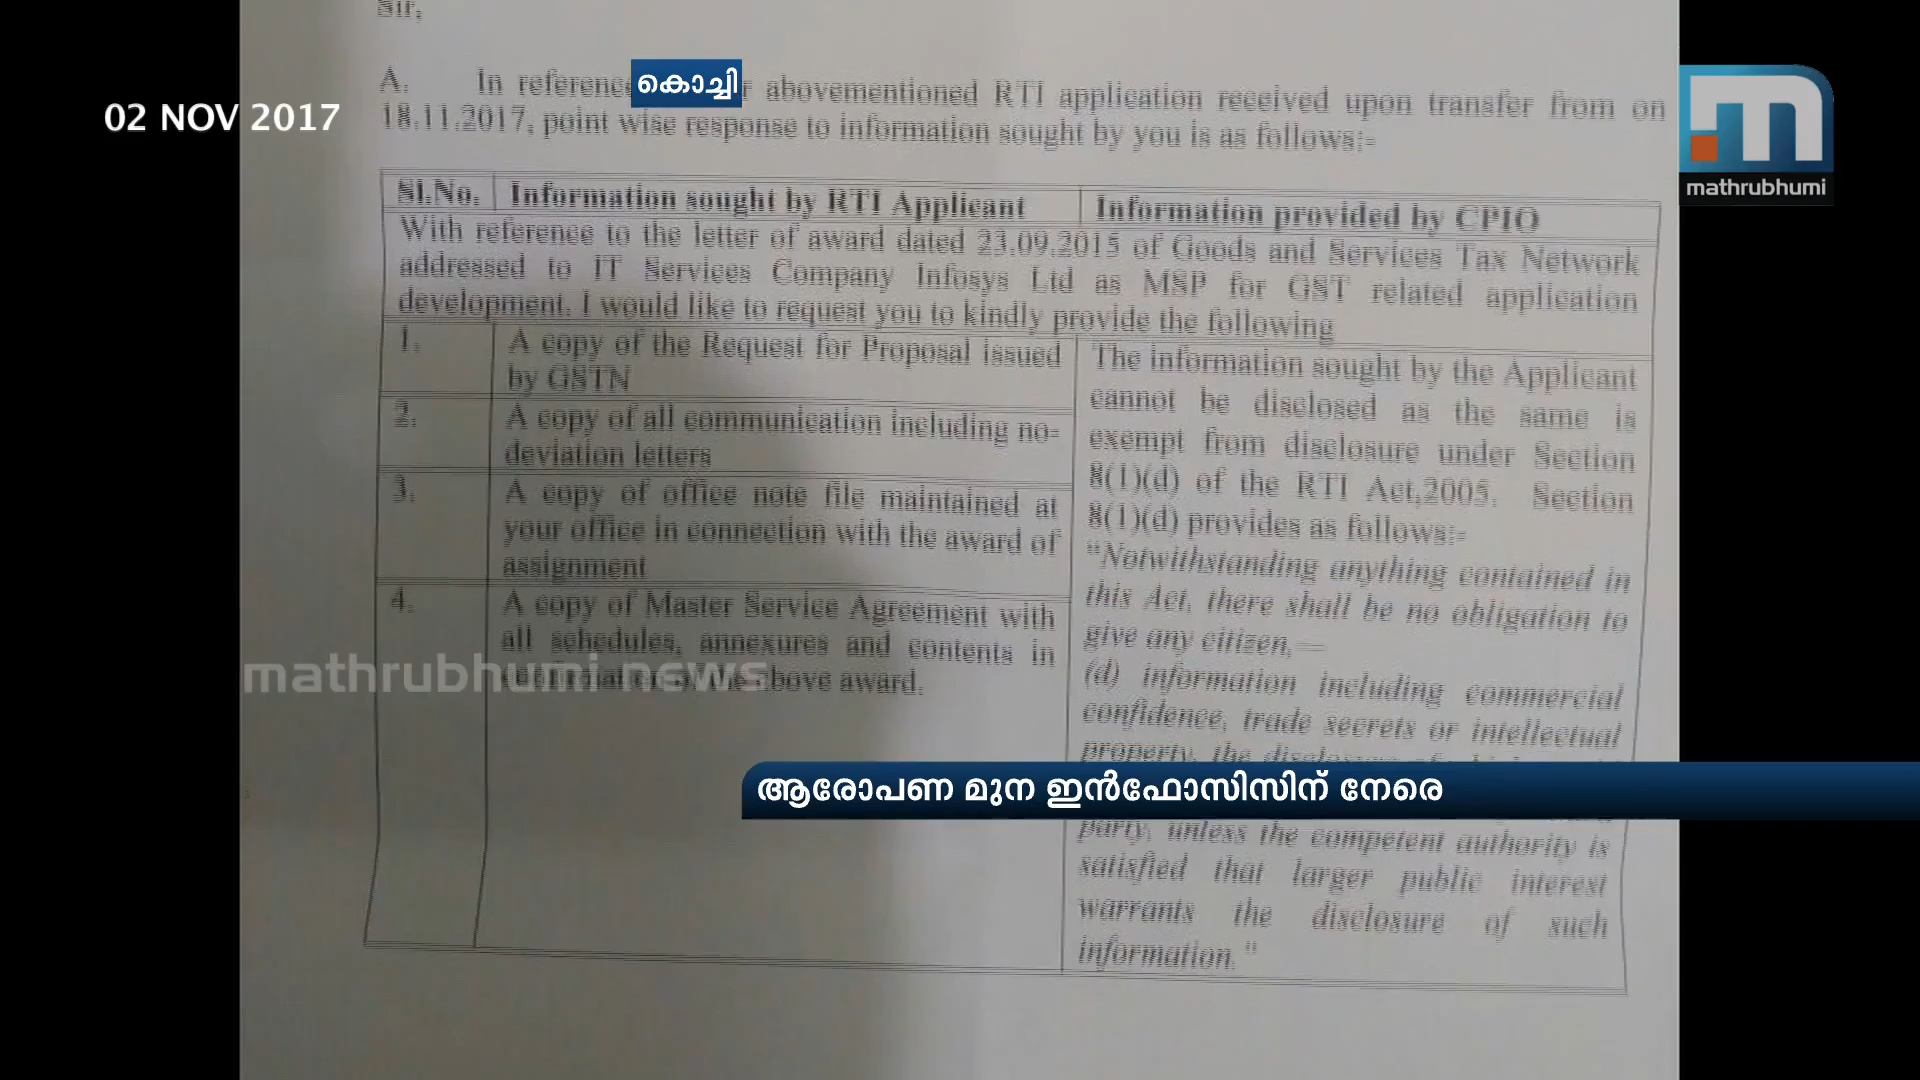 Sir,
02 NOV 2017
കൊച്ചി
mathrubhumi
A. In reference abovementioned RTI application received upon transfer from on
18.11.2017, point wise response to information sought by you is as follows:-
Sl.No. Information sought by RTI Applicant Information provided by CPIO
With reference to the letter of award dated 23.09.2015 of Goods and Services Tax Network
addressed to IT Services Company Infosys Ltd as MSP for GST related application
development. I would like to request you to kindly provide the following
1. A copy of the Request for Proposal issued
by GSTN
2. A copy of all communication including no-
deviation letters
3. A copy of office note file maintained at
your office in connection with the award of
assignment
4. A copy of Master Service Agreement with
all schedules, annexures and contents in
above award.
The information sought by the Applicant
cannot be disclosed as the same is
exempt from disclosure under Section
8(1)(d) of the RTI Act,2005. Section
8(1)(d) provides as follows:-
"Notwithstanding anything contained in
this Act, there shall be no obligation to
give any citizen,—
(d) information including commercial
confidence, trade secrets or intellectual
property, the disclosure of
party, unless the competent authority is
satisfied that larger public interest
warrants the disclosure of such
information."
mathrubhumi news
ആരോപണ മുന ഇൻഫോസിസിന് നേരെ